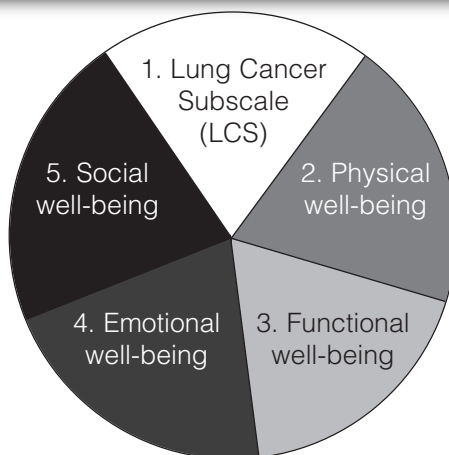 1. Lung Cancer
Subscale
(LCS)
2. Physical
well-being
3. Functional
well-being
4. Emotional
well-being
5. Social
well-being